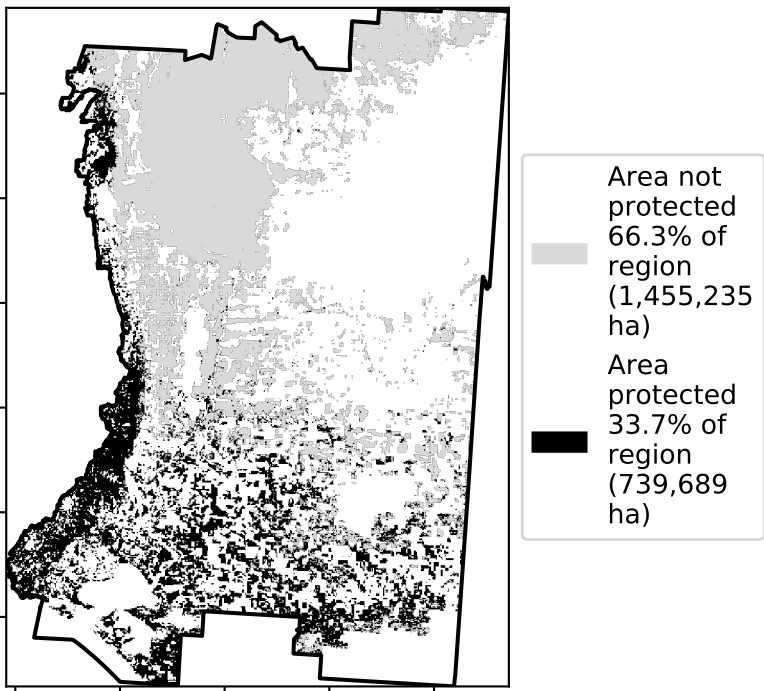 Area not
protected
66.3% of
region
(1,455,235
ha)
Area
protected
33.7% of
region
(739,689
ha)